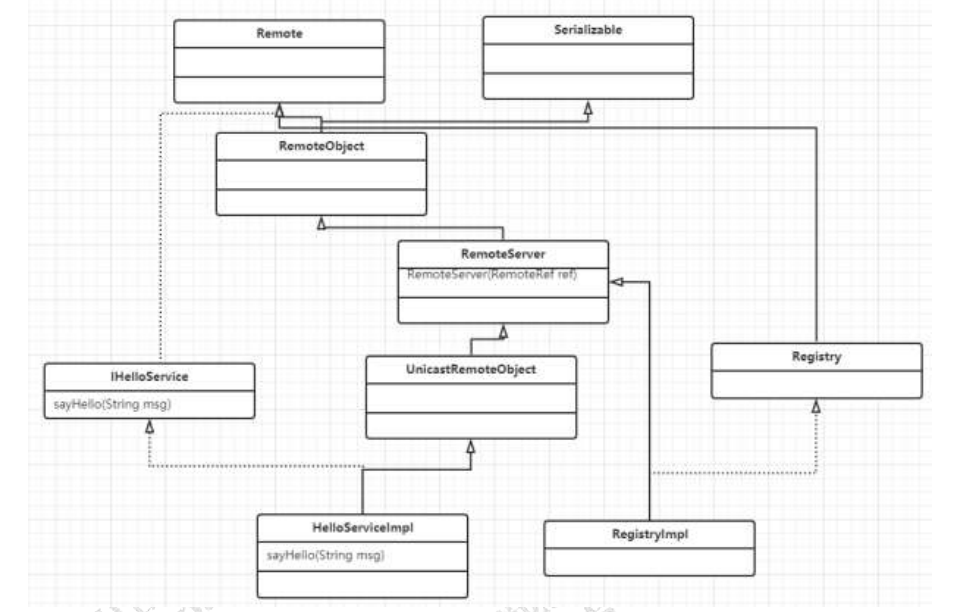 Remote
Serializable
RemoteObject
RemoteServer
RemoteServer(RemoteRef ref)
Registry
UnicastRemoteObject
IHelloService
sayHello(String msg)
HelloServiceImpl
sayHello(String msg)
RegistryImpl